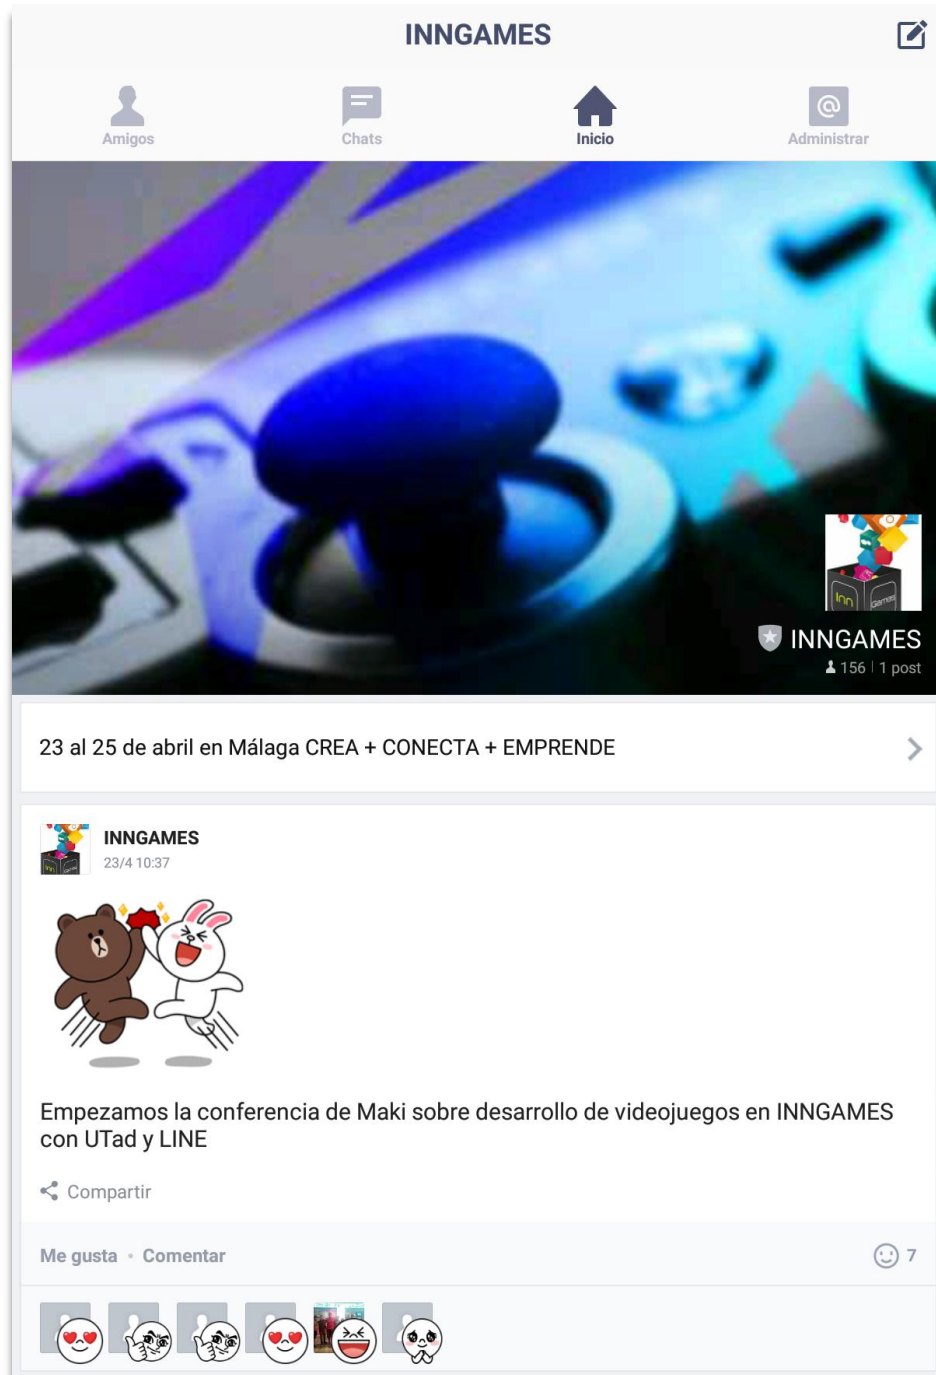 INNGAMES
Amigos
Chats
Inicio
Administrar
Inn
Games
INNGAMES
156 | 1 post
23 al 25 de abril en Málaga CREA + CONECTA + EMPRENDE
INNGAMES
23/4 10:37
Empezamos la conferencia de Maki sobre desarrollo de videojuegos en INNGAMES
con UTad y LINE
Compartir
Me gusta • Comentar
7